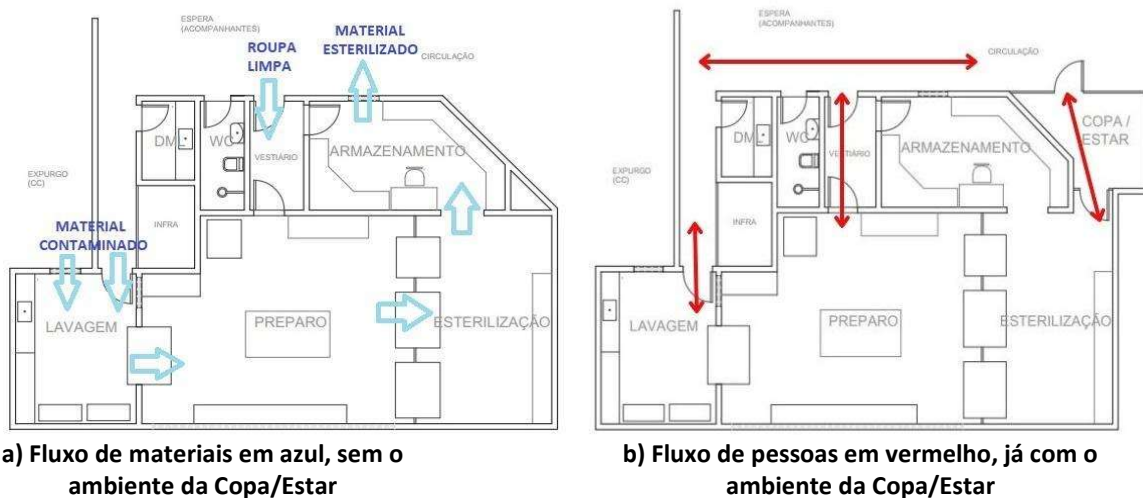 ESPERA
(ACOMPANHANTES)
ROUPA
LIMPA
MATERIAL
ESTERILIZADO
CIRCULAÇÃO
DML
WC
VESTIÁRIO
ARMAZENAMENTO
EXPURGO
(CC)
INFRA
MATERIAL
CONTAMINADO
LAVAGEM
PREPARO
ESTERILIZAÇÃO
a) Fluxo de materiais em azul, sem o
ambiente da Copa/Estar
ESPERA
(ACOMPANHANTES)
CIRCULAÇÃO
DML
WC
VESTIÁRIO
ARMAZENAMENTO
COPA /
ESTAR
EXPURGO
(CC)
INFRA
LAVAGEM
PREPARO
ESTERILIZAÇÃO
b) Fluxo de pessoas em vermelho, já com o
ambiente da Copa/Estar